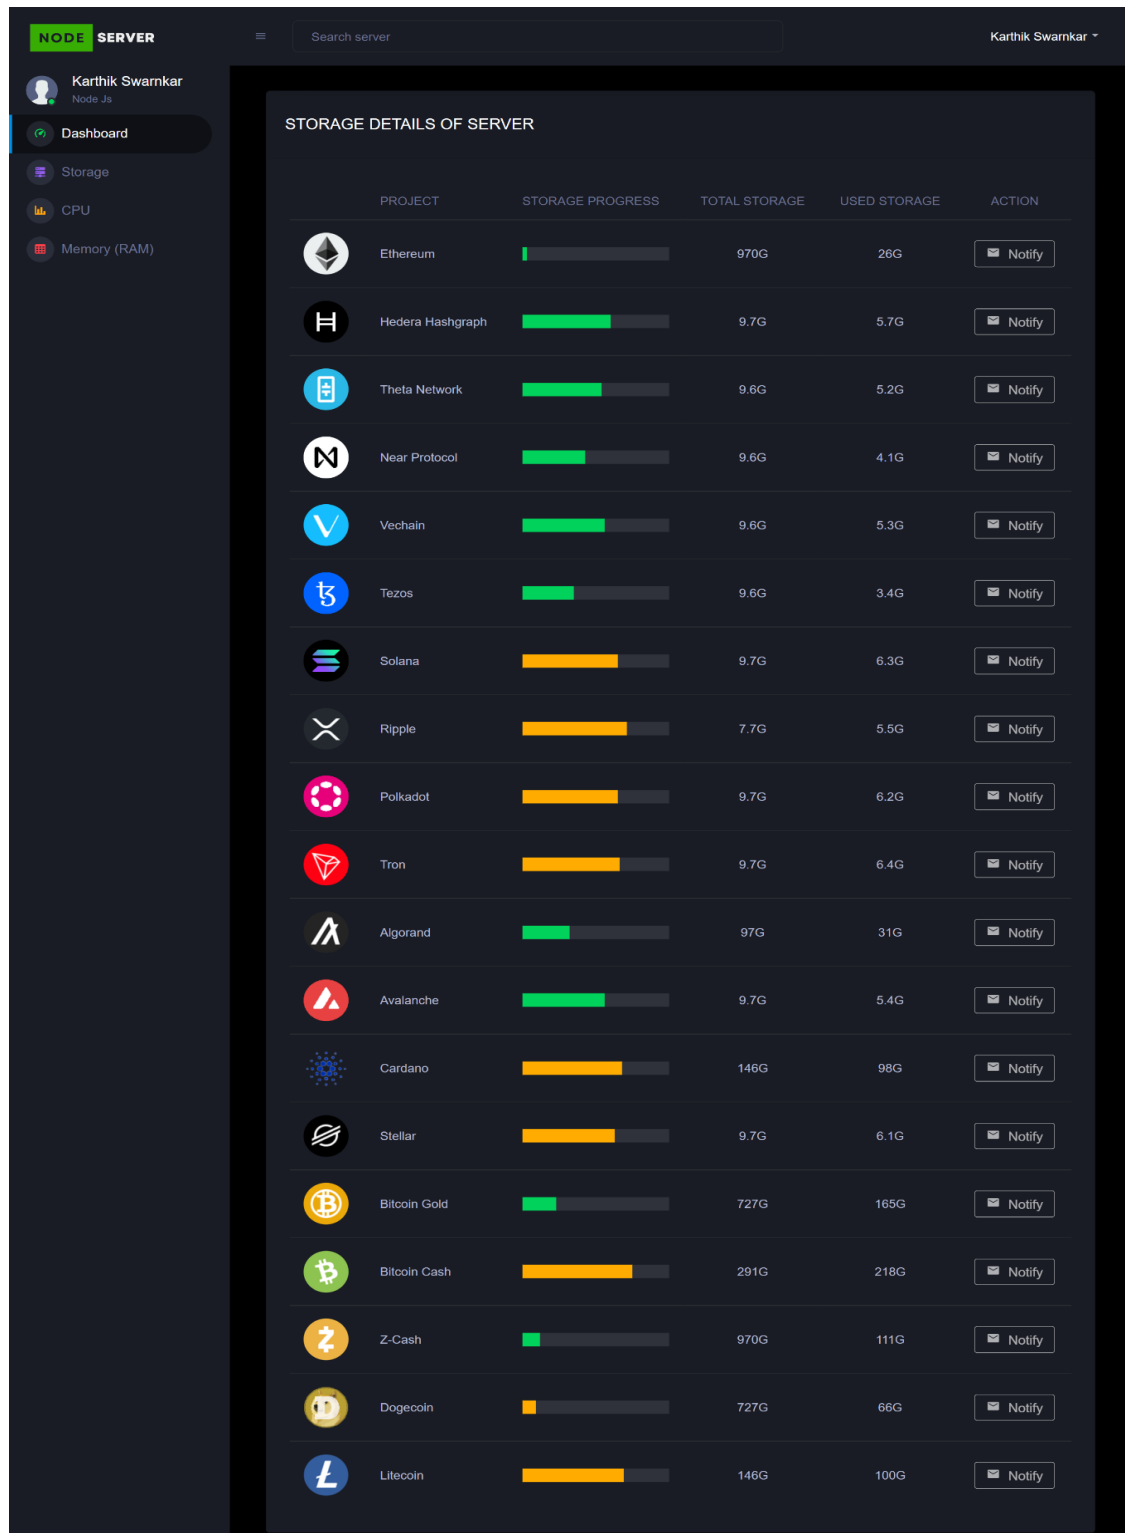 NODE SERVER
Search server
Karthik Swarnkar
Karthik Swarnkar
Node Js
Dashboard
Storage
CPU
Memory (RAM)
STORAGE DETAILS OF SERVER
PROJECT STORAGE PROGRESS TOTAL STORAGE USED STORAGE ACTION
Ethereum 970G 26G Notify
Hedera Hashgraph 9.7G 5.7G Notify
Theta Network 9.6G 5.2G Notify
Near Protocol 9.6G 4.1G Notify
Vechain 9.6G 5.3G Notify
Tezos 9.6G 3.4G Notify
Solana 9.7G 6.3G Notify
Ripple 7.7G 5.5G Notify
Polkadot 9.7G 6.2G Notify
Tron 9.7G 6.4G Notify
Algorand 97G 31G Notify
Avalanche 9.7G 5.4G Notify
Cardano 146G 98G Notify
Stellar 9.7G 6.1G Notify
Bitcoin Gold 727G 165G Notify
Bitcoin Cash 291G 218G Notify
Z-Cash 970G 111G Notify
Dogecoin 727G 66G Notify
Litecoin 146G 100G Notify